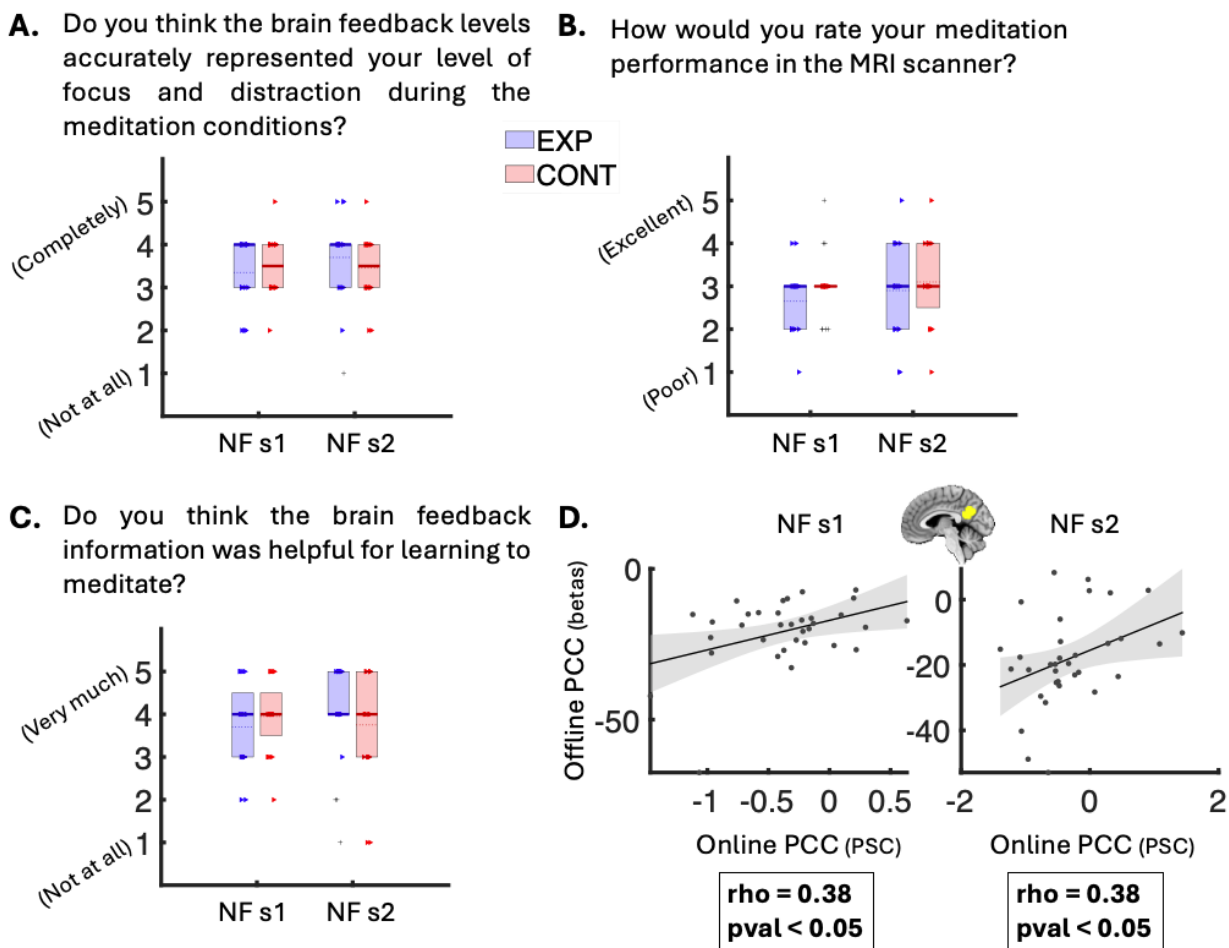 A. Do you think the brain feedback levels
accurately represented your level of
focus and distraction during the
meditation conditions?
EXP
CONT
(Completely) 5
4
3
2
(Not at all) 1
NF s1 NF s2
B. How would you rate your meditation
performance in the MRI scanner?
(Excellent) 5
4
3
2
(Poor) 1
NF s1 NF s2
C. Do you think the brain feedback
information was helpful for learning to
meditate?
(Very much) 5
4
3
2
(Not at all) 1
NF s1 NF s2
D. NF s1 NF s2
Offline PCC (betas)
0
-50
-1 -0.5 0 0.5
Online PCC (PSC)
rho = 0.38
pval < 0.05
0
-20
-40
-2 0 2
Online PCC (PSC)
rho = 0.38
pval < 0.05